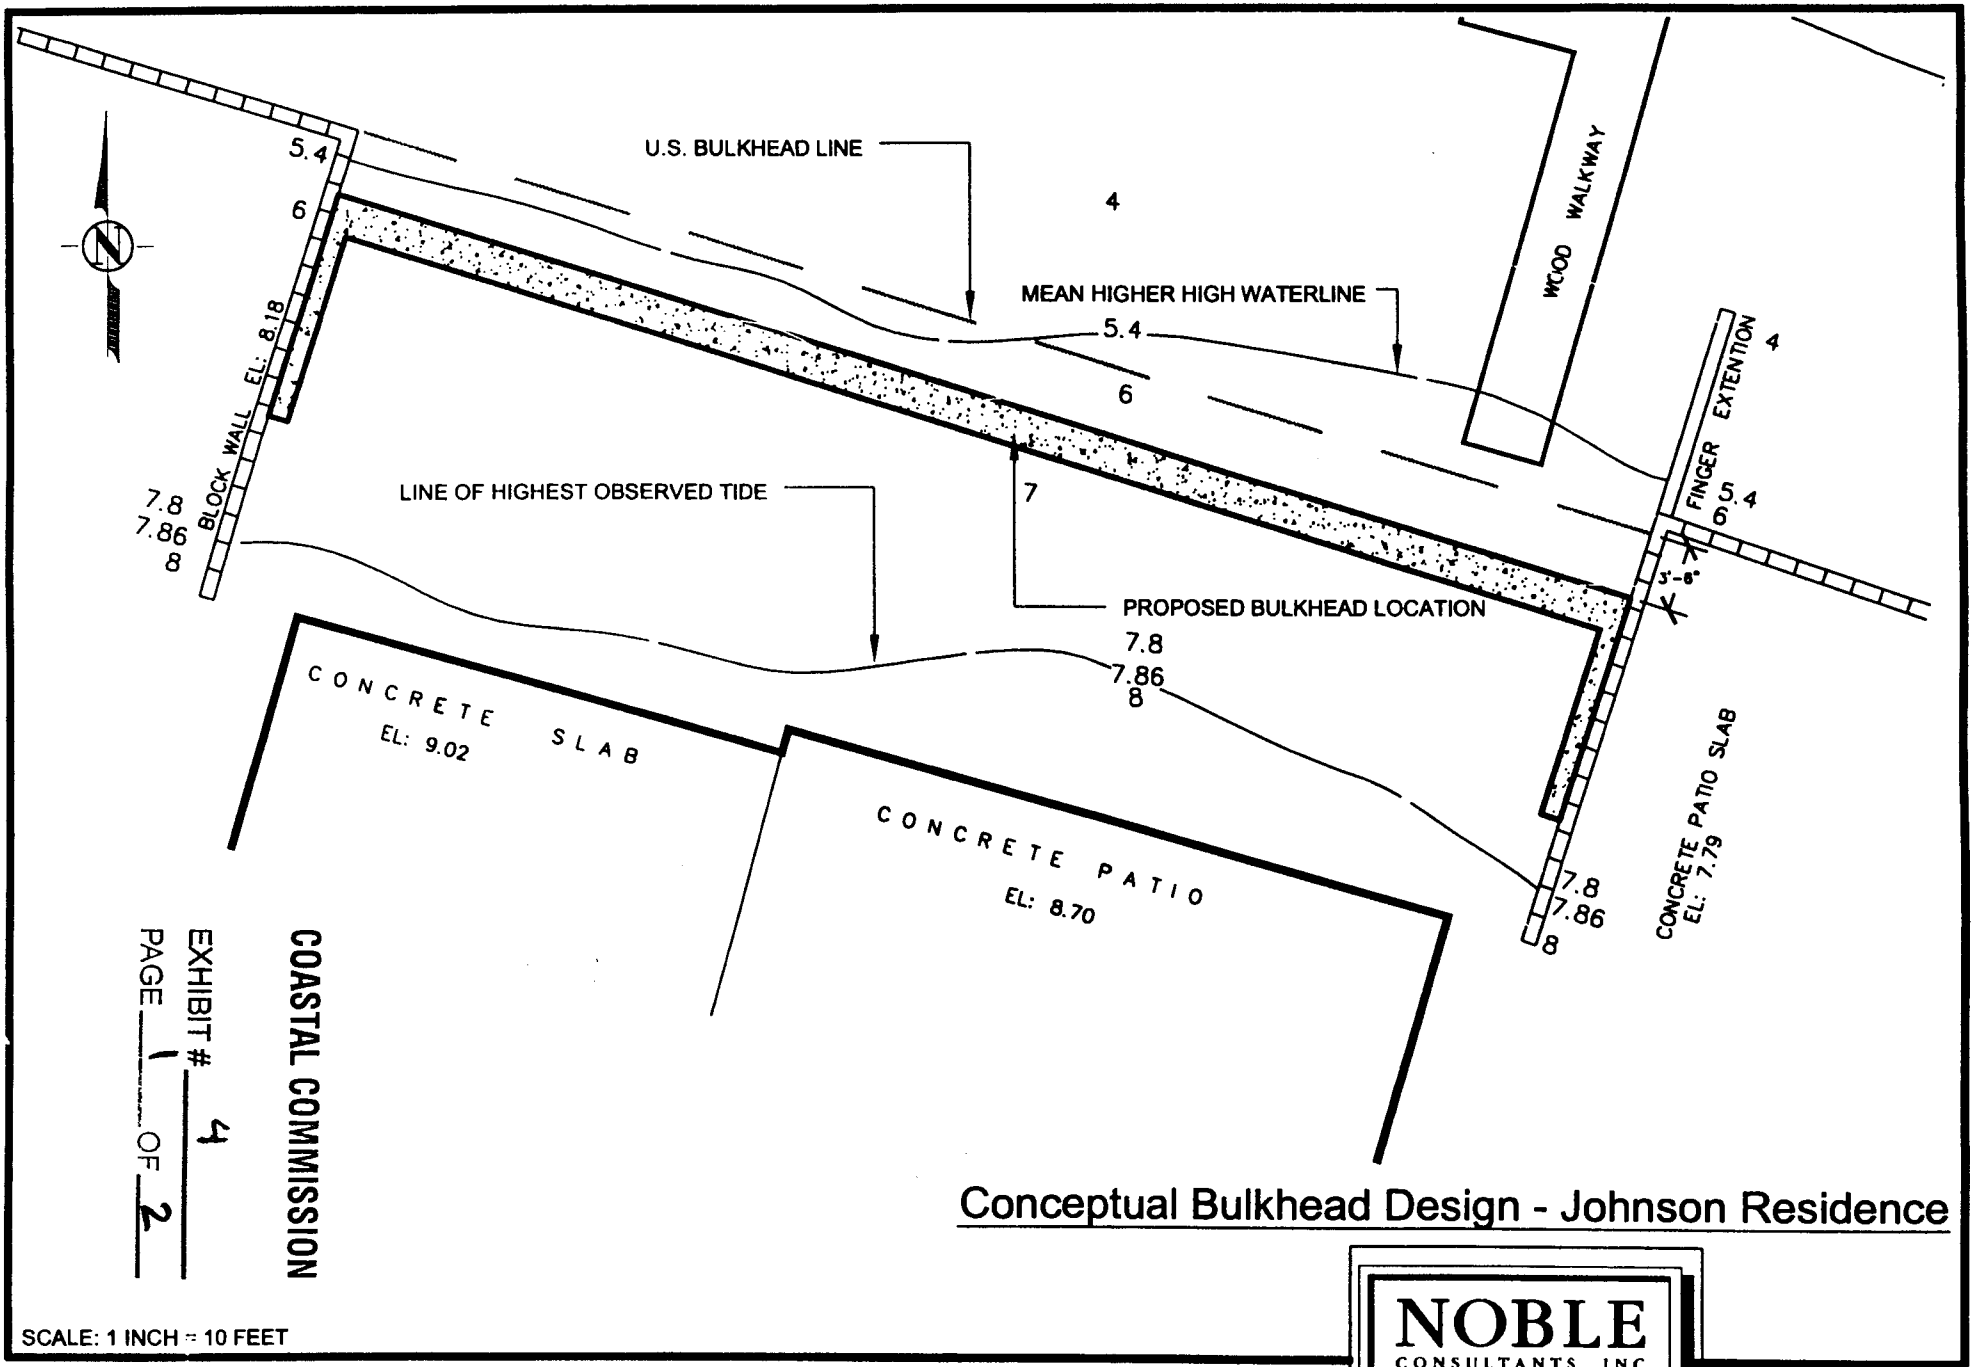 5.4
U.S. BULKHEAD LINE
4
6
WOOD WALKWAY
N
MEAN HIGHER HIGH WATERLINE
5.4
BLOCK WALL EL: 8.18
6
FINGER EXTENTION
4
LINE OF HIGHEST OBSERVED TIDE
7
5.4
6
7.8
7.86
8
3'-6"
PROPOSED BULKHEAD LOCATION
7.8
7.86
8
CONCRETE SLAB
EL: 9.02
CONCRETE PATIO
EL: 8.70
CONCRETE PATIO SLAB
EL: 7.79
7.8
7.86
8
COASTAL COMMISSION
EXHIBIT # 4
PAGE 1 OF 2
Conceptual Bulkhead Design - Johnson Residence
SCALE: 1 INCH = 10 FEET
NOBLE
CONSULTANTS, INC